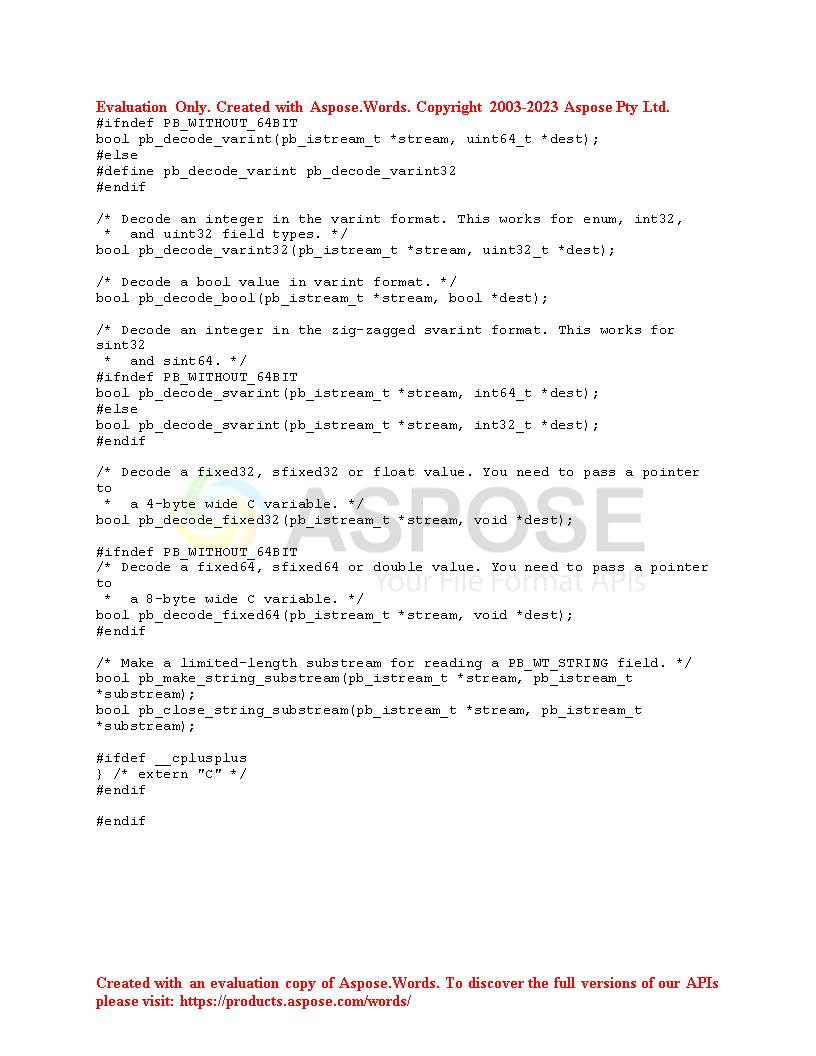 Evaluation Only. Created with Aspose.Words. Copyright 2003-2023 Aspose Pty Ltd.
#ifndef PB_WITHOUT_64BIT
bool pb_decode_varint(pb_istream_t *stream, uint64_t *dest);
#else
#define pb_decode_varint pb_decode_varint32
#endif

/* Decode an integer in the varint format. This works for enum, int32,
 *  and uint32 field types. */
bool pb_decode_varint32(pb_istream_t *stream, uint32_t *dest);

/* Decode a bool value in varint format. */
bool pb_decode_bool(pb_istream_t *stream, bool *dest);

/* Decode an integer in the zig-zagged svarint format. This works for
sint32
 *  and sint64. */
#ifndef PB_WITHOUT_64BIT
bool pb_decode_svarint(pb_istream_t *stream, int64_t *dest);
#else
bool pb_decode_svarint(pb_istream_t *stream, int32_t *dest);
#endif

/* Decode a fixed32, sfixed32 or float value. You need to pass a pointer
to
 *  a 4-byte wide C variable. */
bool pb_decode_fixed32(pb_istream_t *stream, void *dest);
ASPOSE

#ifndef PB_WITHOUT_64BIT
/* Decode a fixed64, sfixed64 or double value. You need to pass a pointer
to
Your File Format APIs
 *  a 8-byte wide C variable. */
bool pb_decode_fixed64(pb_istream_t *stream, void *dest);
#endif

/* Make a limited-length substream for reading a PB_WT_STRING field. */
bool pb_make_string_substream(pb_istream_t *stream, pb_istream_t
*substream);
bool pb_close_string_substream(pb_istream_t *stream, pb_istream_t
*substream);

#ifdef __cplusplus
} /* extern "C" */
#endif

#endif

Created with an evaluation copy of Aspose.Words. To discover the full versions of our APIs
please visit: https://products.aspose.com/words/